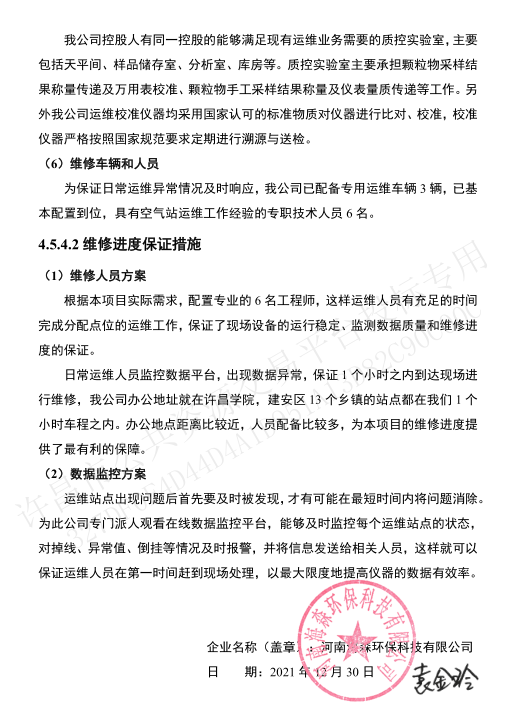 我公司控股人有同一控股的能够满足现有运维业务需要的质控实验室，主要
包括天平间、样品储存室、分析室、库房等。质控实验室主要承担颗粒物采样结
果称量传递及万用表校准、颗粒物手工采样结果称量及仪表量质传递等工作。另
外我公司运维校准仪器均采用国家认可的标准物质对仪器进行比对、校准，校准
仪器严格按照国家规范要求定期进行溯源与送检。
（6）维修车辆和人员
为保证日常运维异常情况及时响应，我公司已配备专用运维车辆 3 辆，已基
本配置到位，具有空气站运维工作经验的专职技术人员 6 名。
4.5.4.2 维修进度保证措施
（1）维修人员方案
根据本项目实际需求，配置专业的 6 名工程师，这样运维人员有充足的时间
完成分配点位的运维工作，保证了现场设备的运行稳定、监测数据质量和维修进
度的保证。
日常运维人员监控数据平台，出现数据异常，保证 1 个小时之内到达现场进
行维修，我公司办公地址就在许昌学院，建安区 13 个乡镇的站点都在我们 1 个
小时车程之内。办公地点距离比较近，人员配备比较多，为本项目的维修进度提
供了最有利的保障。
（2）数据监控方案
运维站点出现问题后首先要及时被发现，才有可能在最短时间内将问题消除。
为此公司专门派人观看在线数据监控平台，能够及时监控每个运维站点的状态，
对掉线、异常值、倒挂等情况及时报警，并将信息发送给相关人员，这样就可以
保证运维人员在第一时间赶到现场处理，以最大限度地提高仪器的数据有效率。
企业名称（盖章）：河南海森环保科技有限公司
日 期：2021 年 12 月 30 日
河南海森环保科技有限公司
袁金玲